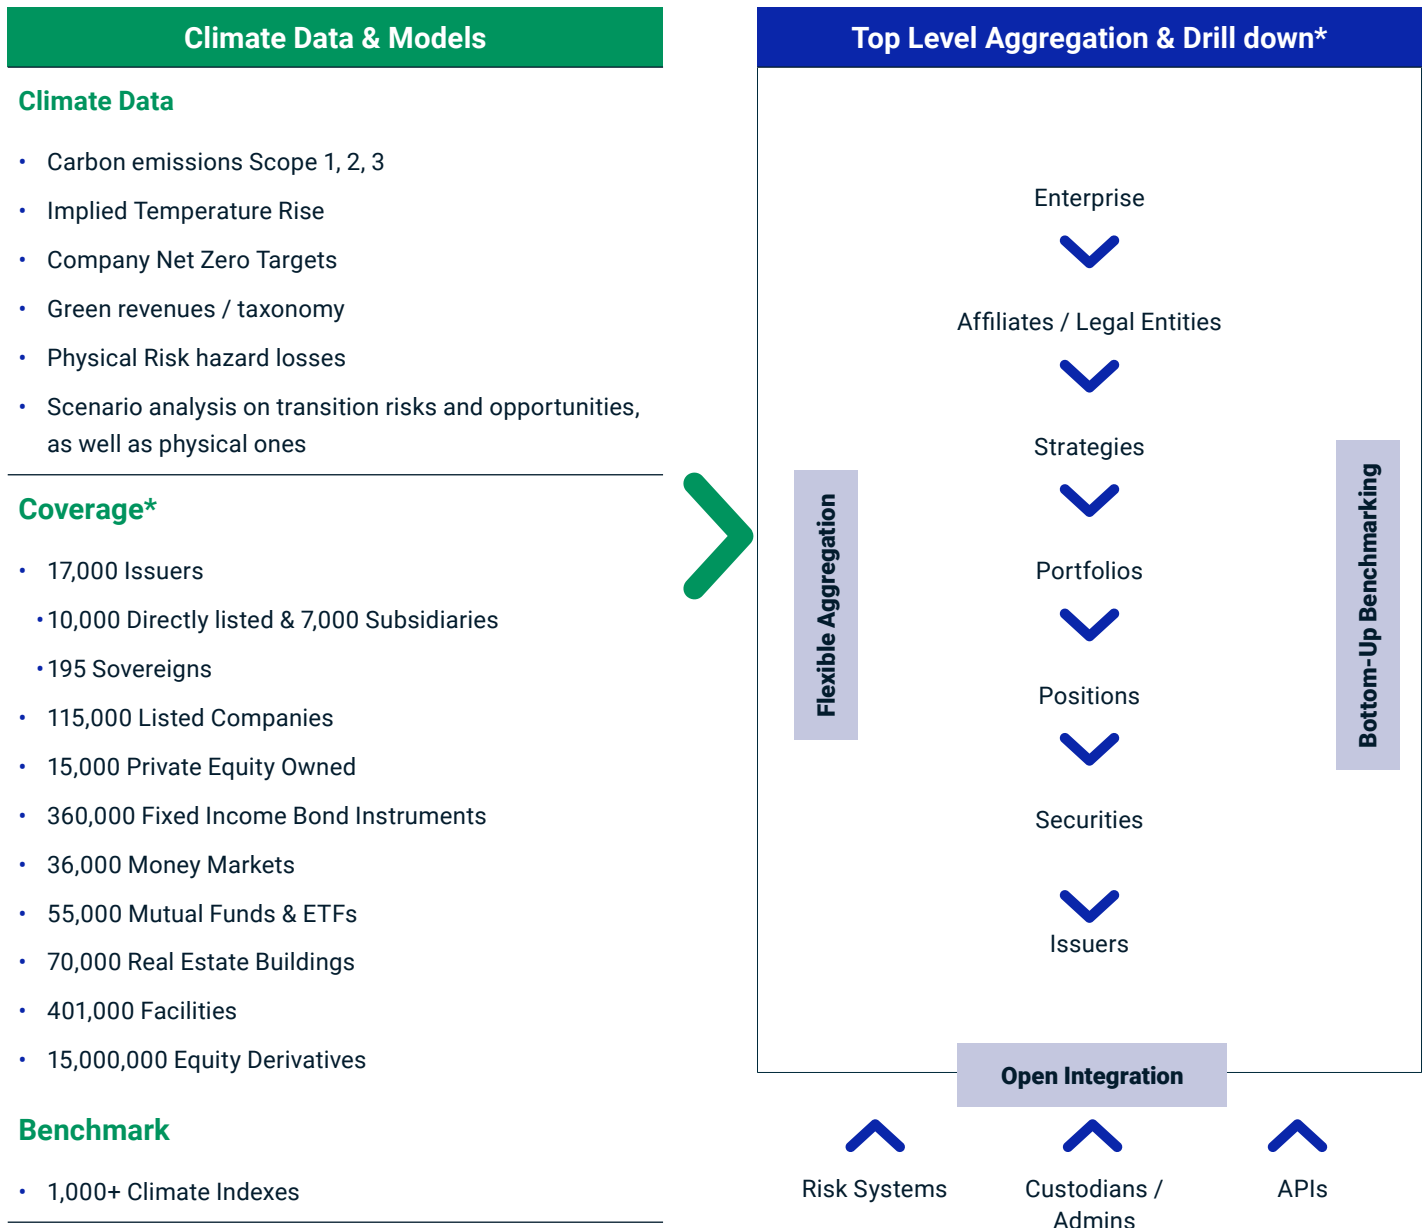 Climate Data & Models
Climate Data
• Carbon emissions Scope 1, 2, 3
• Implied Temperature Rise
• Company Net Zero Targets
• Green revenues / taxonomy
• Physical Risk hazard losses
• Scenario analysis on transition risks and opportunities,
as well as physical ones
Coverage*
• 17,000 Issuers
• 10,000 Directly listed & 7,000 Subsidiaries
• 195 Sovereigns
• 115,000 Listed Companies
• 15,000 Private Equity Owned
• 360,000 Fixed Income Bond Instruments
• 36,000 Money Markets
• 55,000 Mutual Funds & ETFs
• 70,000 Real Estate Buildings
• 401,000 Facilities
• 15,000,000 Equity Derivatives
Benchmark
• 1,000+ Climate Indexes
Top Level Aggregation & Drill down*
Enterprise
Affiliates / Legal Entities
Strategies
Portfolios
Positions
Securities
Issuers
Flexible Aggregation
Bottom-Up Benchmarking
Open Integration
Risk Systems
Custodians /
Admins
APIs